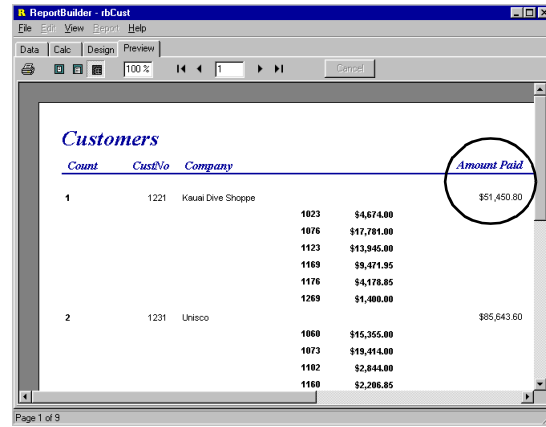 ReportBuilder - rbCust
File Edit View Report Help
Data Calc Design Preview
100 % 1 Cancel
Customers
Count CustNo Company Amount Paid
1 1221 Kauai Dive Shoppe $51,450.80
1023 $4,674.00
1076 $17,781.00
1123 $13,945.00
1169 $9,471.95
1176 $4,178.85
1269 $1,400.00
2 1231 Unisco $85,643.60
1060 $15,355.00
1073 $19,414.00
1102 $2,844.00
1160 $2,206.85
Page 1 of 9